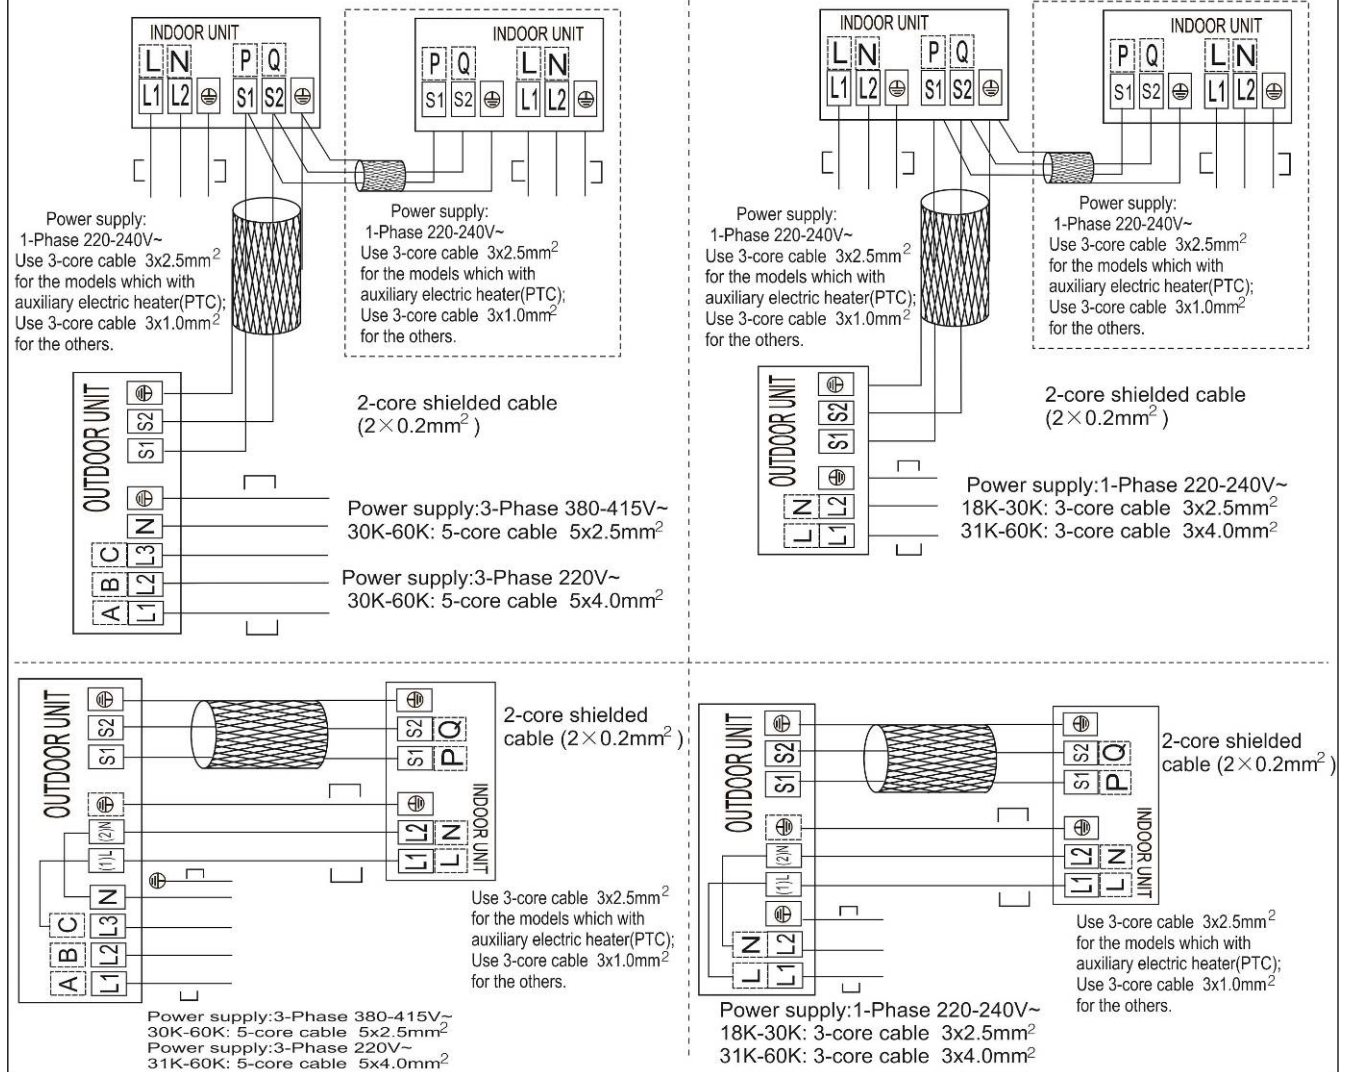 INDOOR UNIT
L N P Q
L1 L2 S1 S2
Power supply:
1-Phase 220-240V~
Use 3-core cable 3x2.5mm²
for the models which with
auxiliary electric heater(PTC);
Use 3-core cable 3x1.0mm²
for the others.
INDOOR UNIT
P Q L N
S1 S2 L1 L2
Power supply:
1-Phase 220-240V~
Use 3-core cable 3x2.5mm²
for the models which with
auxiliary electric heater(PTC);
Use 3-core cable 3x1.0mm²
for the others.
OUTDOOR UNIT
S2
S1
N
C L3
B L2
A L1
2-core shielded cable
(2×0.2mm²)
Power supply:3-Phase 380-415V~
30K-60K: 5-core cable 5x2.5mm²
Power supply:3-Phase 220V~
30K-60K: 5-core cable 5x4.0mm²
INDOOR UNIT
L N P Q
L1 L2 S1 S2
Power supply:
1-Phase 220-240V~
Use 3-core cable 3x2.5mm²
for the models which with
auxiliary electric heater(PTC);
Use 3-core cable 3x1.0mm²
for the others.
INDOOR UNIT
P Q L N
S1 S2 L1 L2
Power supply:
1-Phase 220-240V~
Use 3-core cable 3x2.5mm²
for the models which with
auxiliary electric heater(PTC);
Use 3-core cable 3x1.0mm²
for the others.
OUTDOOR UNIT
S2
S1
N L2
L L1
2-core shielded cable
(2×0.2mm²)
Power supply:1-Phase 220-240V~
18K-30K: 3-core cable 3x2.5mm²
31K-60K: 3-core cable 3x4.0mm²
OUTDOOR UNIT
S2
S1
(2)N
(1)L
N
C L3
B L2
A L1
S2 Q
S1 P
L2 N
L1 L
INDOOR UNIT
2-core shielded
cable (2×0.2mm²)
Use 3-core cable 3x2.5mm²
for the models which with
auxiliary electric heater(PTC);
Use 3-core cable 3x1.0mm²
for the others.
Power supply:3-Phase 380-415V~
30K-60K: 5-core cable 5x2.5mm²
Power supply:3-Phase 220V~
31K-60K: 5-core cable 5x4.0mm²
OUTDOOR UNIT
S2
S1
(2)N
(1)L
N L2
L L1
S2 Q
S1 P
L2 N
L1 L
INDOOR UNIT
2-core shielded
cable (2×0.2mm²)
Use 3-core cable 3x2.5mm²
for the models which with
auxiliary electric heater(PTC);
Use 3-core cable 3x1.0mm²
for the others.
Power supply:1-Phase 220-240V~
18K-30K: 3-core cable 3x2.5mm²
31K-60K: 3-core cable 3x4.0mm²